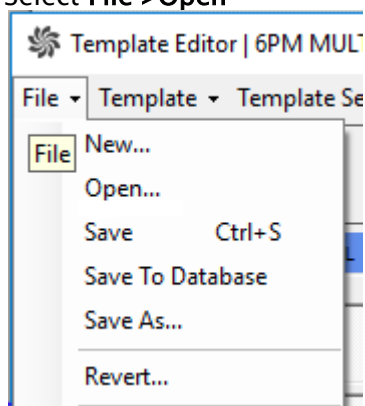 Select File->Open
Template Editor | 6PM MUL
File Template Template Se
File
New...
Open...
Save Ctrl+S
Save To Database
Save As...
Revert...